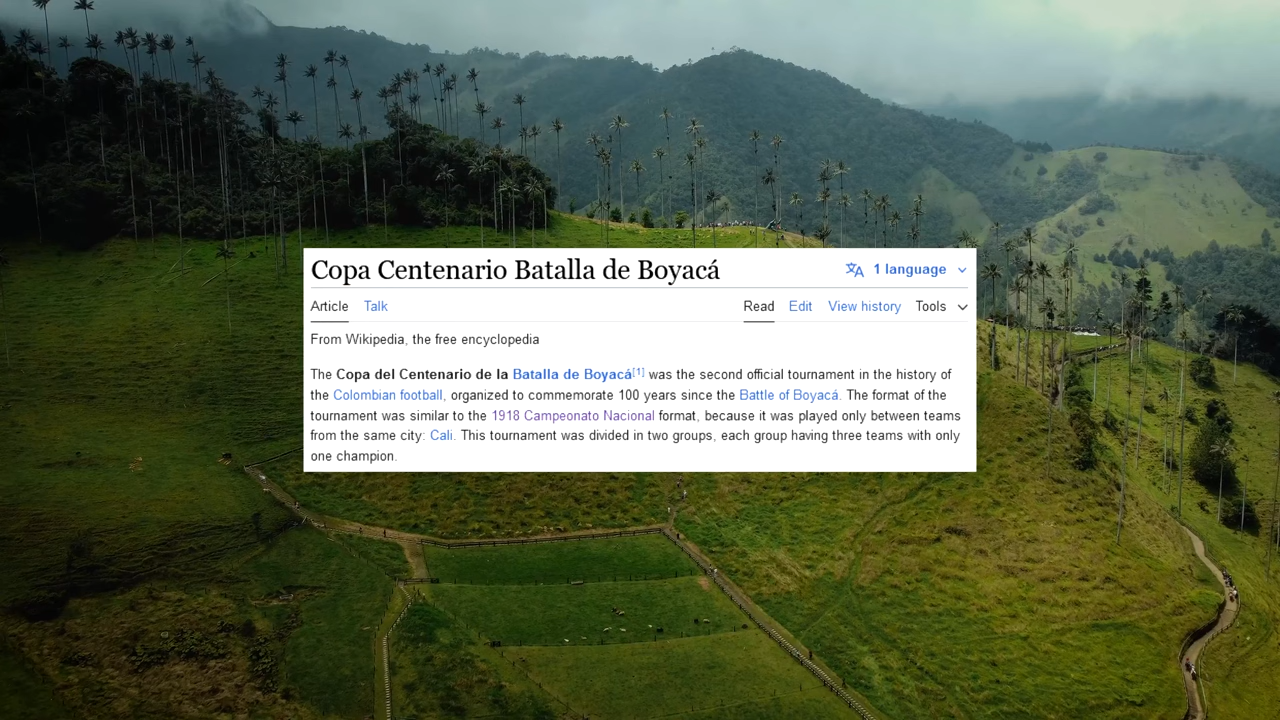 Copa Centenario Batalla de Boyacá
1 language
Article Talk Read Edit View history Tools
From Wikipedia, the free encyclopedia
The Copa del Centenario de la Batalla de Boyacá[1] was the second official tournament in the history of
the Colombian football, organized to commemorate 100 years since the Battle of Boyacá. The format of the
tournament was similar to the 1918 Campeonato Nacional format, because it was played only between teams
from the same city: Cali. This tournament was divided in two groups, each group having three teams with only
one champion.